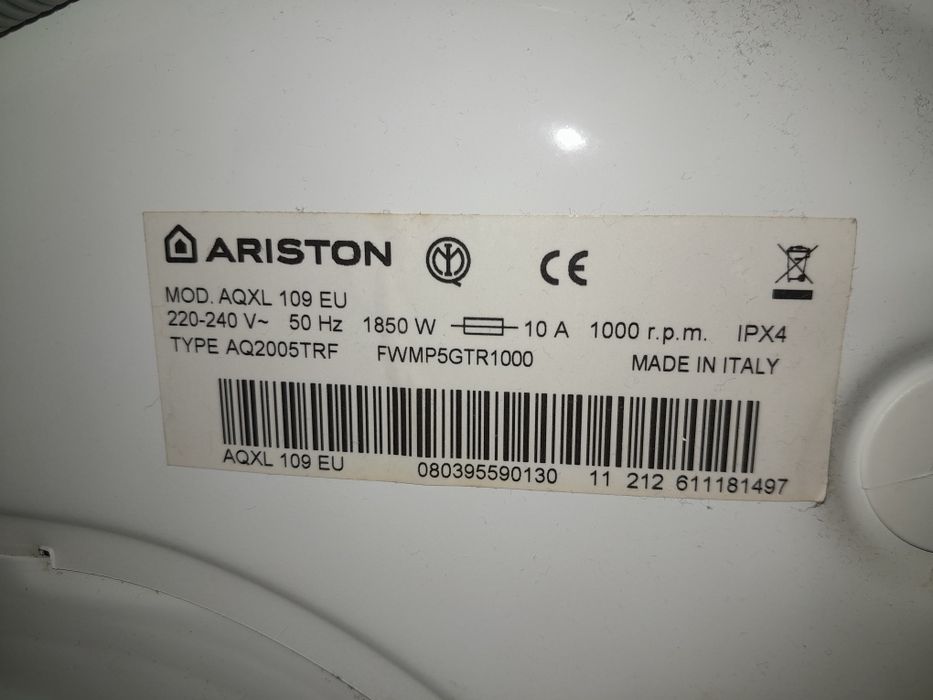 ARISTON
MOD. AQXL 109 EU
220-240 V~ 50 Hz 1850 W 10 A 1000 r.p.m. IPX4
TYPE AQ2005TRF FWMP5GTR1000 MADE IN ITALY
AQXL 109 EU 080395590130 11 212 611181497